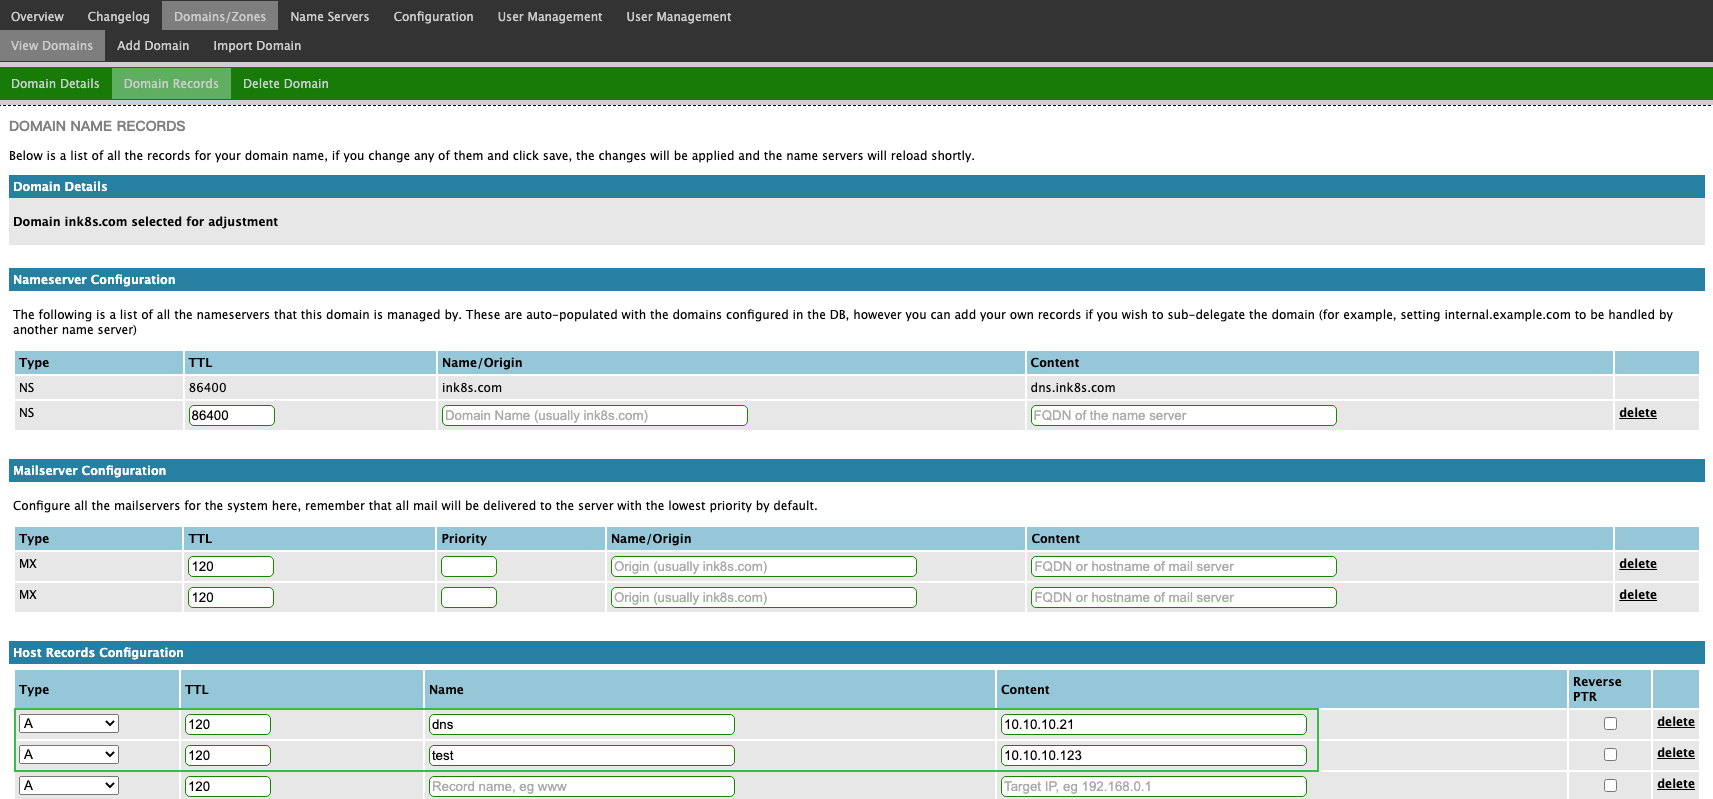 Overview Changelog Domains/Zones Name Servers Configuration User Management User Management
View Domains Add Domain Import Domain
Domain Details Domain Records Delete Domain
DOMAIN NAME RECORDS
Below is a list of all the records for your domain name, if you change any of them and click save, the changes will be applied and the name servers will reload shortly.
Domain Details
Domain ink8s.com selected for adjustment
Nameserver Configuration
The following is a list of all the nameservers that this domain is managed by. These are auto-populated with the domains configured in the DB, however you can add your own records if you wish to sub-delegate the domain (for example, setting internal.example.com to be handled by
another name server)
Type TTL Name/Origin Content
NS 86400 ink8s.com dns.ink8s.com
NS 86400 Domain Name (usually ink8s.com) FQDN of the name server delete
Mailserver Configuration
Configure all the mailservers for the system here, remember that all mail will be delivered to the server with the lowest priority by default.
Type TTL Priority Name/Origin Content
MX 120 Origin (usually ink8s.com) FQDN or hostname of mail server delete
MX 120 Origin (usually ink8s.com) FQDN or hostname of mail server delete
Host Records Configuration
Type TTL Name Content Reverse PTR
A 120 dns 10.10.10.21 delete
A 120 test 10.10.10.123 delete
A 120 Record name, eg www Target IP, eg 192.168.0.1 delete